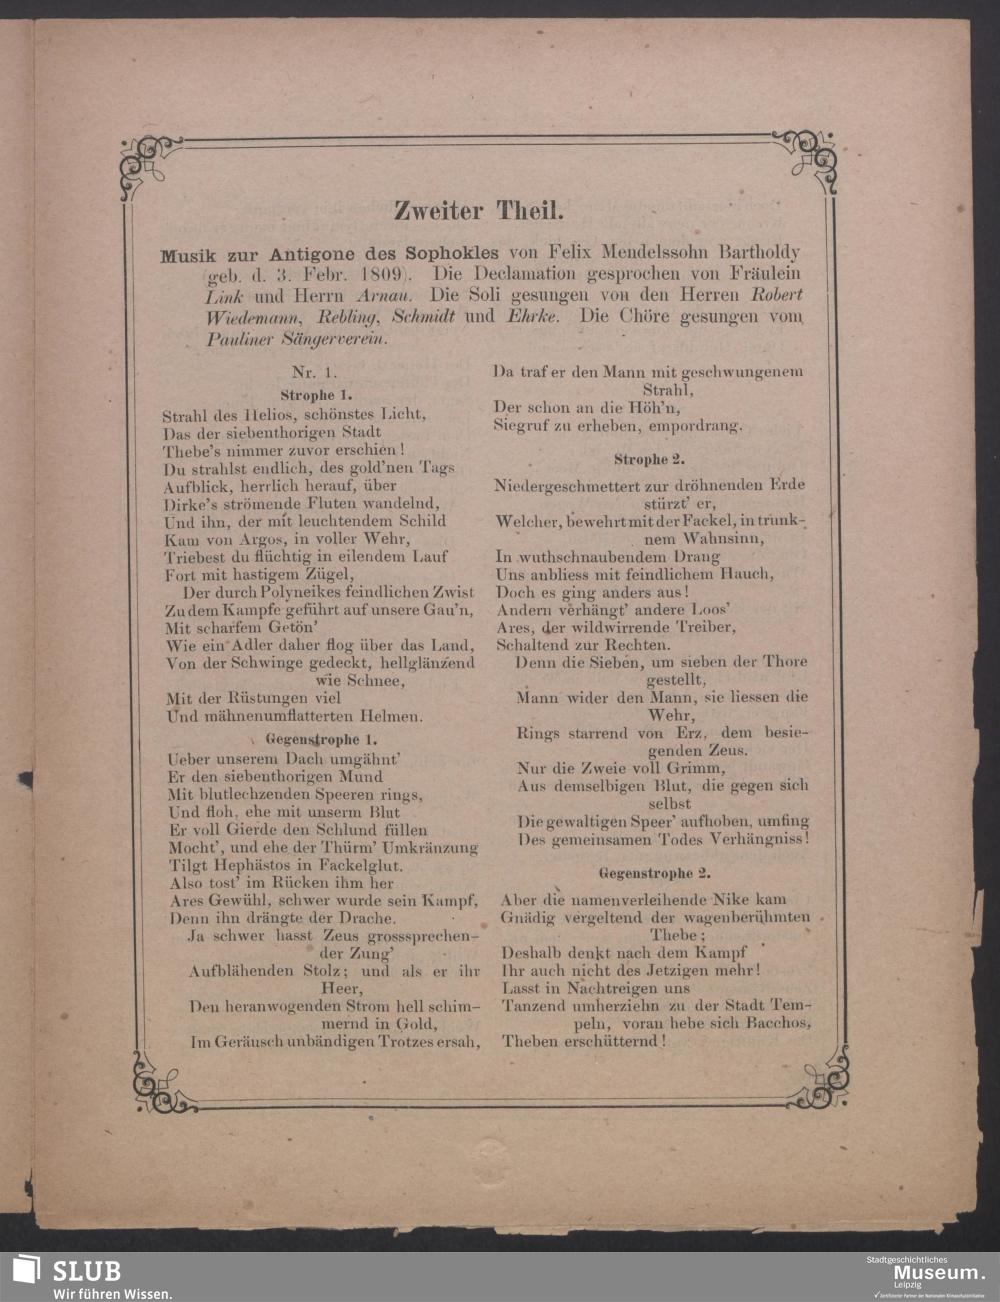 Zweiter Theil.
Musik zur Antigone des Sophokles von Felix Mendelssohn Bartholdy
(geb. d. 3. Febr. 1809). Die Declamation gesprochen von Fräulein
Link und Herrn Arnau. Die Soli gesungen von den Herren Robert
Wiedemann, Rebling, Schmidt und Ehrke. Die Chöre gesungen vom
Pauliner Sängerverein.
Nr. 1.
Strophe 1.
Strahl des Helios, schönstes Licht,
Das der siebenthorigen Stadt
Thebe's nimmer zuvor erschien!
Du strahlst endlich, des gold'nen Tags
Aufblick, herrlich herauf, über
Dirke's strömende Fluten wandelnd,
Und ihn, der mit leuchtendem Schild
Kam von Argos, in voller Wehr,
Triebest du flüchtig in eilendem Lauf
Fort mit hastigem Zügel,
Der durch Polyneikes feindlichen Zwist
Zu dem Kampfe geführt auf unsere Gau'n,
Mit scharfem Getön'
Wie ein Adler daher flog über das Land,
Von der Schwinge gedeckt, hellglänzend
wie Schnee,
Mit der Rüstungen viel
Und mähnenumflatterten Helmen.
Gegenstrophe 1.
Ueber unserem Dach umgähnt'
Er den siebenthorigen Mund
Mit blutlechzenden Speeren rings,
Und floh, ehe mit unserm Blut
Er voll Gierde den Schlund füllen
Mocht', und ehe der Thürm' Umkränzung
Tilgt Hephästos in Fackelglut.
Also tost' im Rücken ihm her
Ares Gewühl, schwer wurde sein Kampf,
Denn ihn drängte der Drache.
Ja schwer hasst Zeus grosssprechen-
der Zung'
Aufblähenden Stolz; und als er ihr
Heer,
Den heranwogenden Strom hell schim-
mernd in Gold,
Im Geräusch unbändigen Trotzes ersah,
Da traf er den Mann mit geschwungenem
Strahl,
Der schon an die Höh'n,
Siegruf zu erheben, empordrang.
Strophe 2.
Niedergeschmettert zur dröhnenden Erde
stürzt' er,
Welcher, bewehrt mit der Fackel, in trunk-
nem Wahnsinn,
In wuthschnaubendem Drang
Uns anbliess mit feindlichem Hauch,
Doch es ging anders aus!
Andern verhängt' andere Loos'
Ares, der wildwirrende Treiber,
Schaltend zur Rechten.
Denn die Sieben, um sieben der Thore
gestellt,
Mann wider den Mann, sie liessen die
Wehr,
Rings starrend von Erz, dem besie-
genden Zeus.
Nur die Zweie voll Grimm,
Aus demselbigen Blut, die gegen sich
selbst
Die gewaltigen Speer' aufhoben, umfing
Des gemeinsamen Todes Verhängniss!
Gegenstrophe 2.
Aber die namenverleihende Nike kam
Gnädig vergeltend der wagenberühmten
Thebe;
Deshalb denkt nach dem Kampf
Ihr auch nicht des Jetzigen mehr!
Lasst in Nachtreigen uns
Tanzend umherziehn zu der Stadt Tem-
peln, voran hebe sich Bacchos,
Theben erschütternd!
SLUB
Wir führen Wissen.
Stadtgeschichtliches
Museum.
Leipzig
Zertifizierter Partner der Nationalen Klimaschutzinitiative